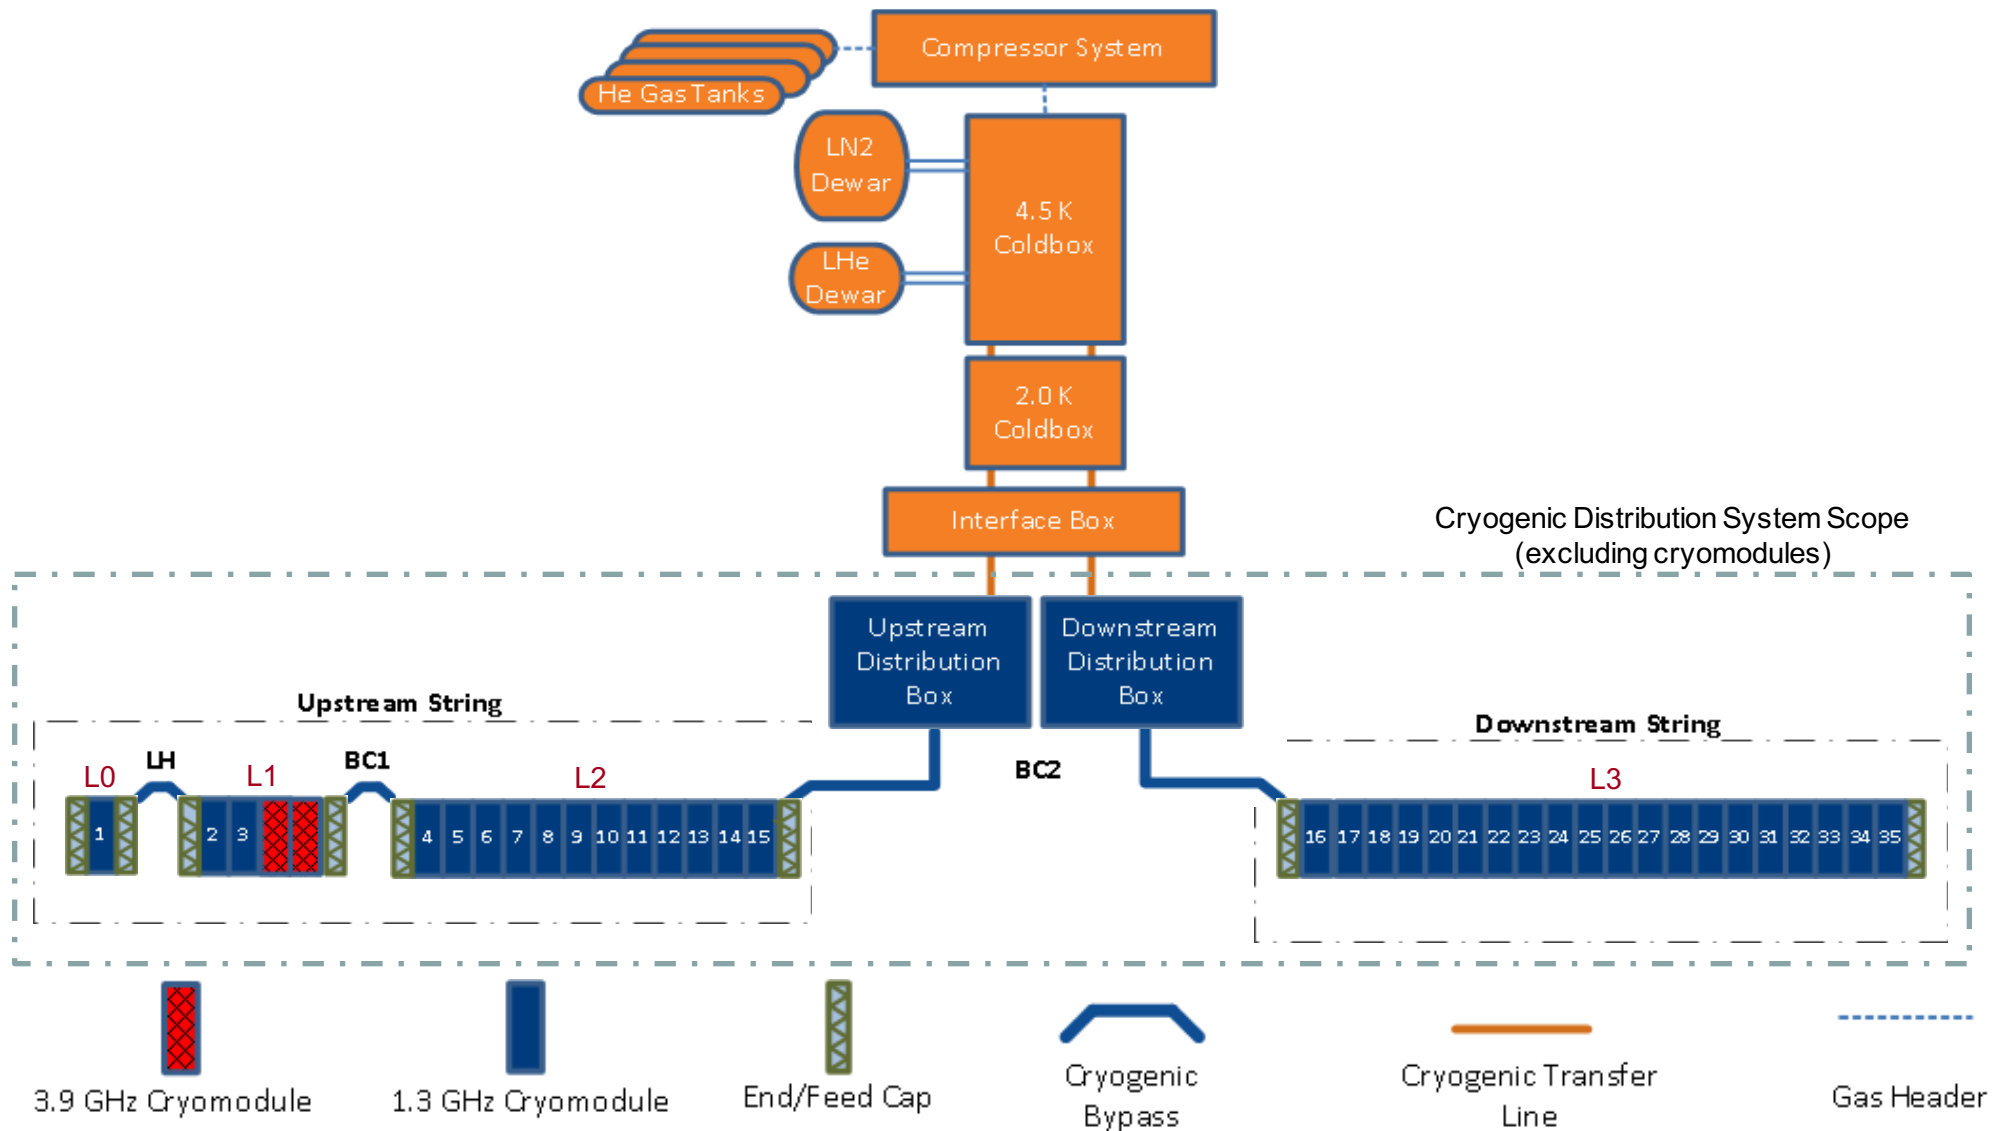 Compressor System
He Gas Tanks
LN2
Dewar
4.5 K
Coldbox
LHe
Dewar
2.0 K
Coldbox
Interface Box
Cryogenic Distribution System Scope
(excluding cryomodules)
Upstream
Distribution
Box
Downstream
Distribution
Box
Upstream String
Downstream String
LH
BC1
BC2
L0
L1
L2
L3
1
2 3
4 5 6 7 8 9 10 11 12 13 14 15
16 17 18 19 20 21 22 23 24 25 26 27 28 29 30 31 32 33 34 35
3.9 GHz Cryomodule
1.3 GHz Cryomodule
End/Feed Cap
Cryogenic
Bypass
Cryogenic Transfer
Line
Gas Header